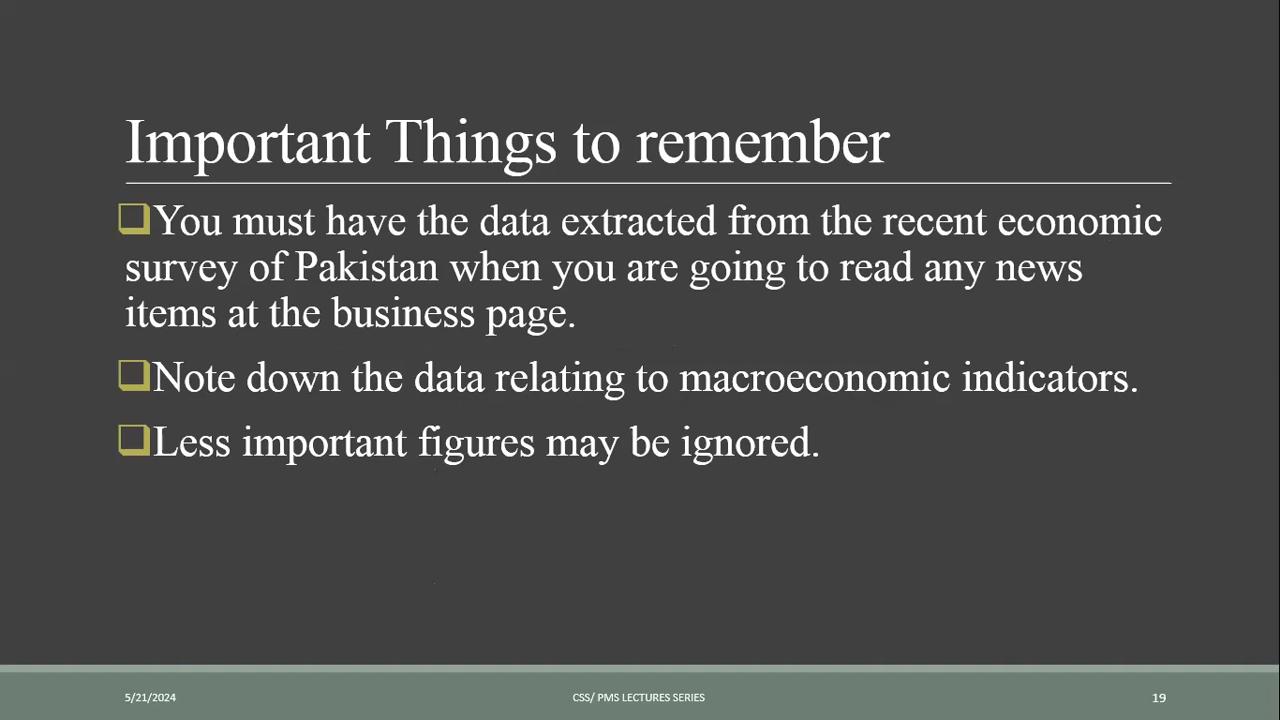 Important Things to remember
❑You must have the data extracted from the recent economic
survey of Pakistan when you are going to read any news
items at the business page.
❑Note down the data relating to macroeconomic indicators.
❑Less important figures may be ignored.
5/21/2024
CSS/ PMS LECTURES SERIES
19